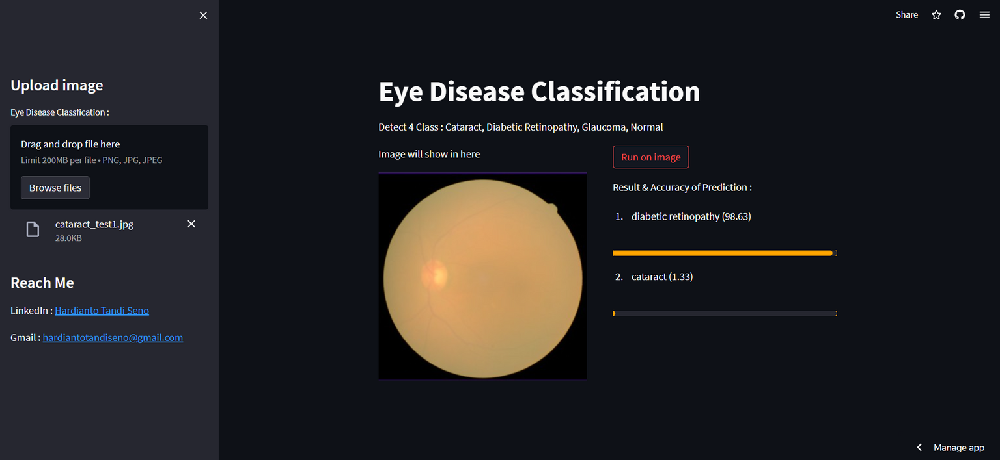 Upload image
Eye Disease Classfication :
Drag and drop file here
Limit 200MB per file • PNG, JPG, JPEG
Browse files
cataract_test1.jpg
28.0KB
Reach Me
LinkedIn : Hardianto Tandi Seno
Gmail : hardiantotandiseno@gmail.com
Share
Eye Disease Classification
Detect 4 Class : Cataract, Diabetic Retinopathy, Glaucoma, Normal
Image will show in here
Run on image
Result & Accuracy of Prediction :
1. diabetic retinopathy (98.63)
2. cataract (1.33)
Manage app